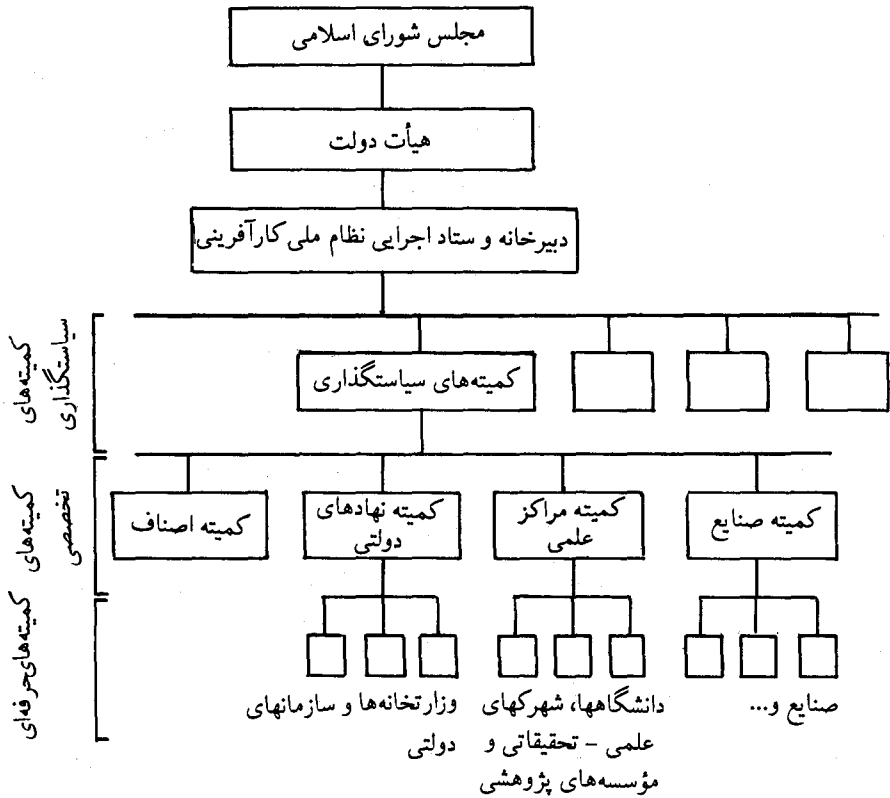 مجلس شورای اسلامی
هیأت دولت
دبیرخانه و ستاد اجرایی نظام ملی کارآفرینی
کمیته‌های
سیاستگذاری
کمیته‌های سیاستگذاری
کمیته‌های
تخصصی
کمیته صنایع
کمیته مراکز
علمی
کمیته نهادهای
دولتی
کمیته اصناف
کمیته‌های حرفه‌ای
صنایع و...
دانشگاهها، شهرکهای
علمی – تحقیقاتی و
مؤسسه‌های پژوهشی
وزارتخانه‌ها و سازمانهای
دولتی